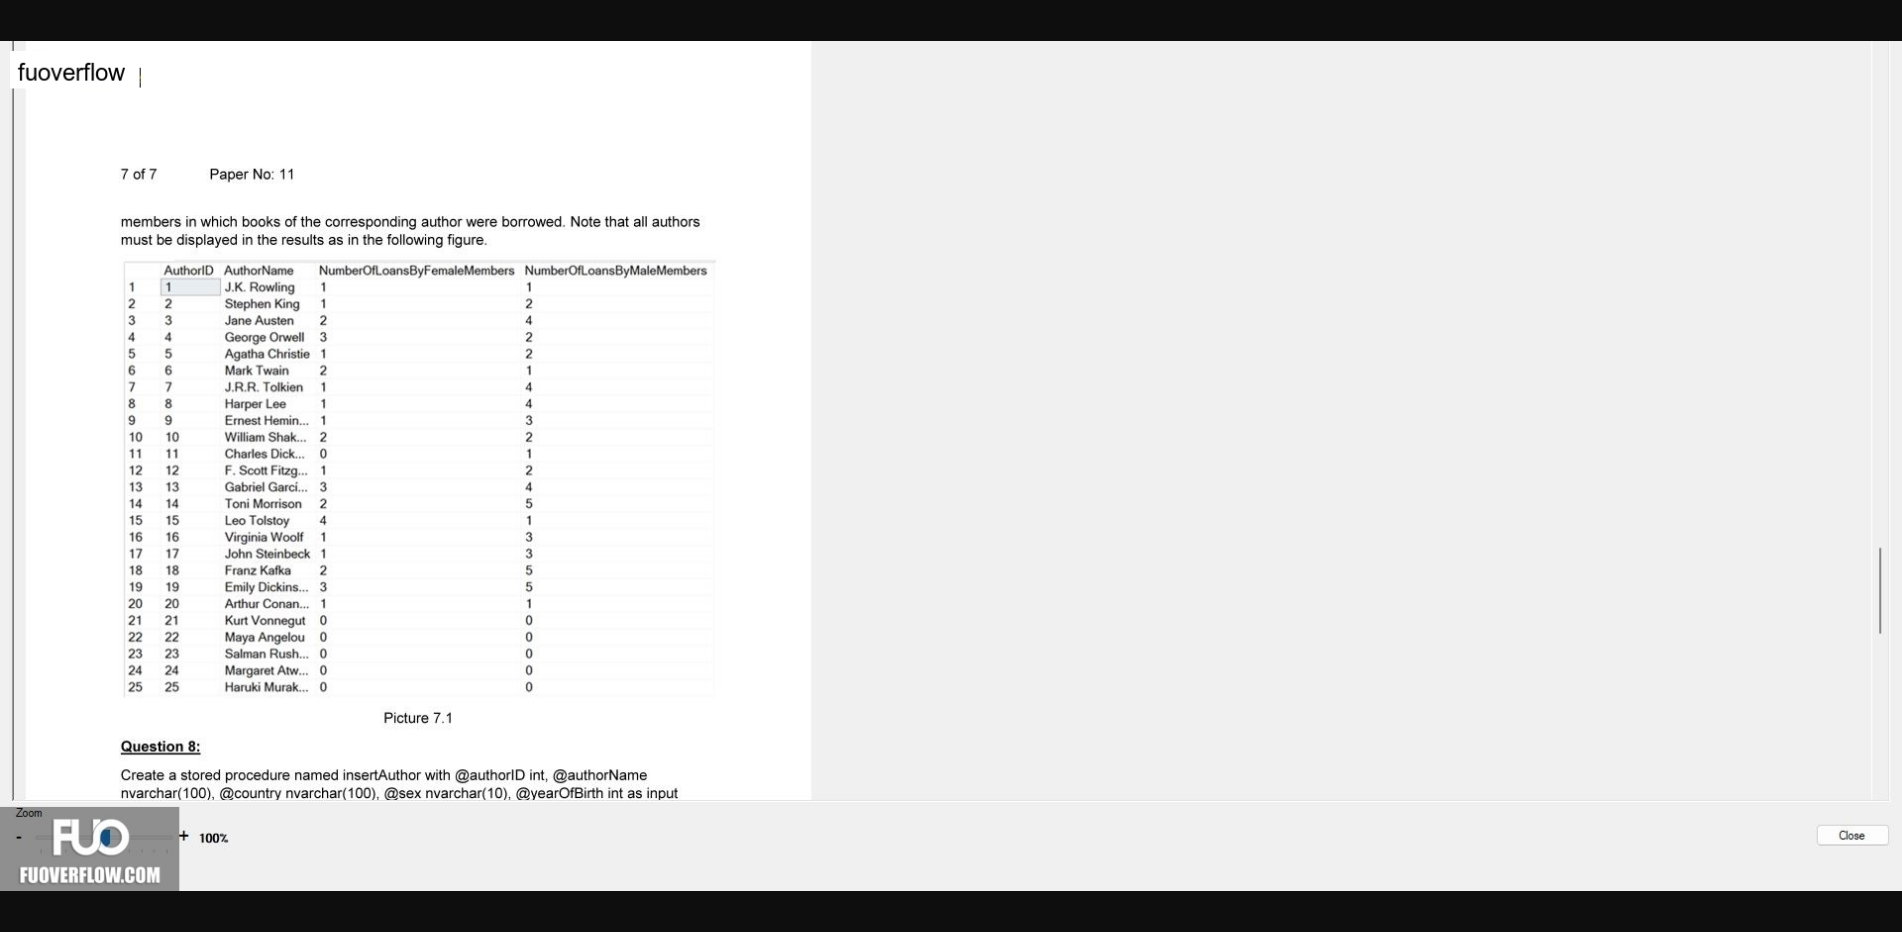 fuoverflow
7 of 7 Paper No: 11
members in which books of the corresponding author were borrowed. Note that all authors
must be displayed in the results as in the following figure.
AuthorID AuthorName NumberOfLoansByFemaleMembers NumberOfLoansByMaleMembers
1 1 J.K. Rowling 1 1
2 2 Stephen King 1 2
3 3 Jane Austen 2 4
4 4 George Orwell 3 2
5 5 Agatha Christie 1 2
6 6 Mark Twain 2 1
7 7 J.R.R. Tolkien 1 4
8 8 Harper Lee 1 4
9 9 Ernest Hemin... 1 3
10 10 William Shak... 2 2
11 11 Charles Dick... 0 1
12 12 F. Scott Fitzg... 1 2
13 13 Gabriel Garcí... 3 4
14 14 Toni Morrison 2 5
15 15 Leo Tolstoy 4 1
16 16 Virginia Woolf 1 3
17 17 John Steinbeck 1 3
18 18 Franz Kafka 2 5
19 19 Emily Dickins... 3 5
20 20 Arthur Conan... 1 1
21 21 Kurt Vonnegut 0 0
22 22 Maya Angelou 0 0
23 23 Salman Rush... 0 0
24 24 Margaret Atw... 0 0
25 25 Haruki Murak... 0 0
Picture 7.1
Question 8:
Create a stored procedure named insertAuthor with @authorID int, @authorName
nvarchar(100), @country nvarchar(100), @sex nvarchar(10), @yearOfBirth int as input
Zoom
- + 100%
Close
FUO
FUOVERFLOW.COM